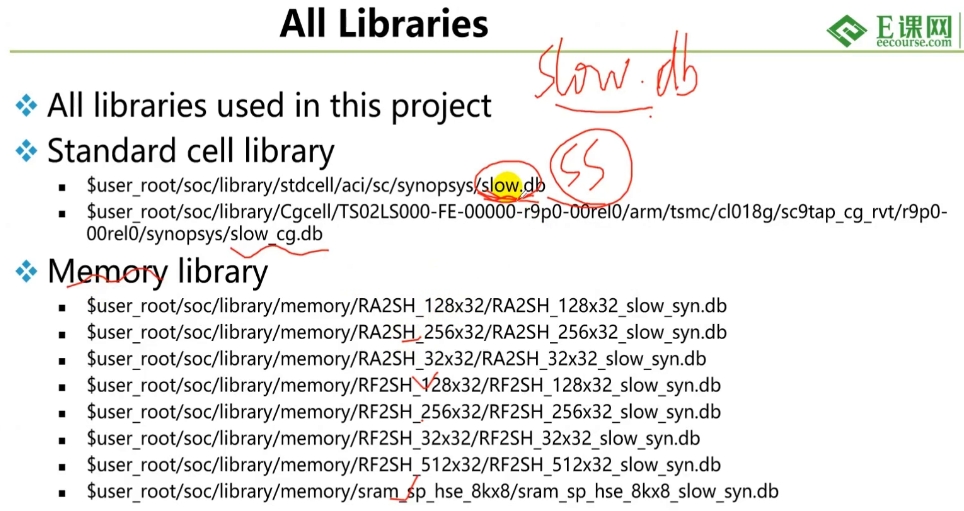 All Libraries
E课网
eecourse.com
slow.db
All libraries used in this project
Standard cell library
SS
$user_root/soc/library/stdcell/aci/sc/synopsys/slow.db
$user_root/soc/library/Cgcell/TS02LS000-FE-00000-r9p0-00rel0/arm/tsmc/cl018g/sc9tap_cg_rvt/r9p0-
00rel0/synopsys/slow_cg.db
Memory library
$user_root/soc/library/memory/RA2SH_128x32/RA2SH_128x32_slow_syn.db
$user_root/soc/library/memory/RA2SH_256x32/RA2SH_256x32_slow_syn.db
$user_root/soc/library/memory/RA2SH_32x32/RA2SH_32x32_slow_syn.db
$user_root/soc/library/memory/RF2SH_128x32/RF2SH_128x32_slow_syn.db
$user_root/soc/library/memory/RF2SH_256x32/RF2SH_256x32_slow_syn.db
$user_root/soc/library/memory/RF2SH_32x32/RF2SH_32x32_slow_syn.db
$user_root/soc/library/memory/RF2SH_512x32/RF2SH_512x32_slow_syn.db
$user_root/soc/library/memory/sram_sp_hse_8kx8/sram_sp_hse_8kx8_slow_syn.db